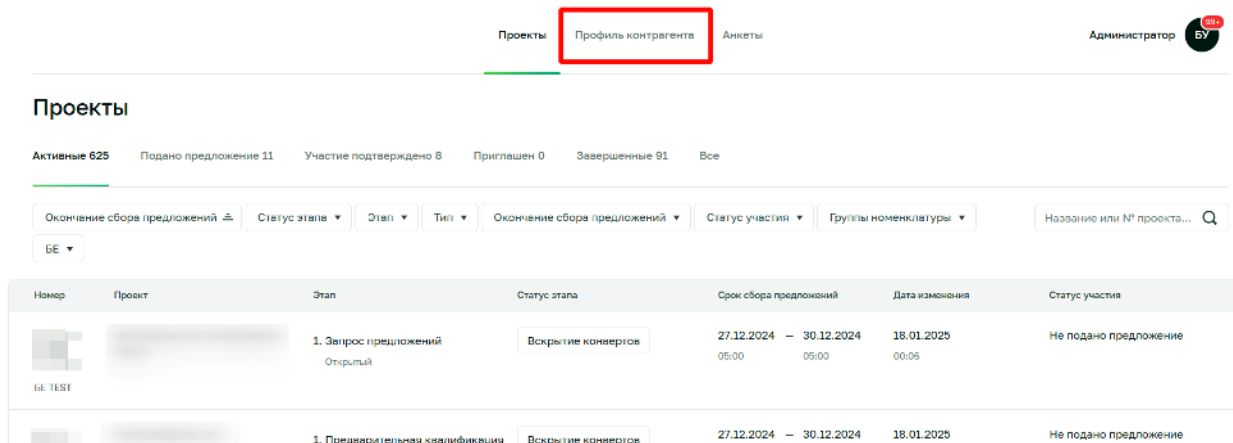 Проекты Профиль контрагента Анкеты Администратор БУ 99+
Проекты
Активные 625 Подано предложение 11 Участие подтверждено 8 Приглашен 0 Завершенные 91 Все
Окончание сбора предложений Статус этапа Этап Тип Окончание сбора предложений Статус участия Группы номенклатуры Название или № проекта...
БЕ
Номер Проект Этап Статус этапа Срок сбора предложений Дата изменения Статус участия
1. Запрос предложений Вскрытие конвертов 27.12.2024 — 30.12.2024 18.01.2025 Не подано предложение
Открытый 05:00 05:00 00:06
БЕ TEST
1. Предварительная квалификация Вскрытие конвертов 27.12.2024 — 30.12.2024 18.01.2025 Не подано предложение